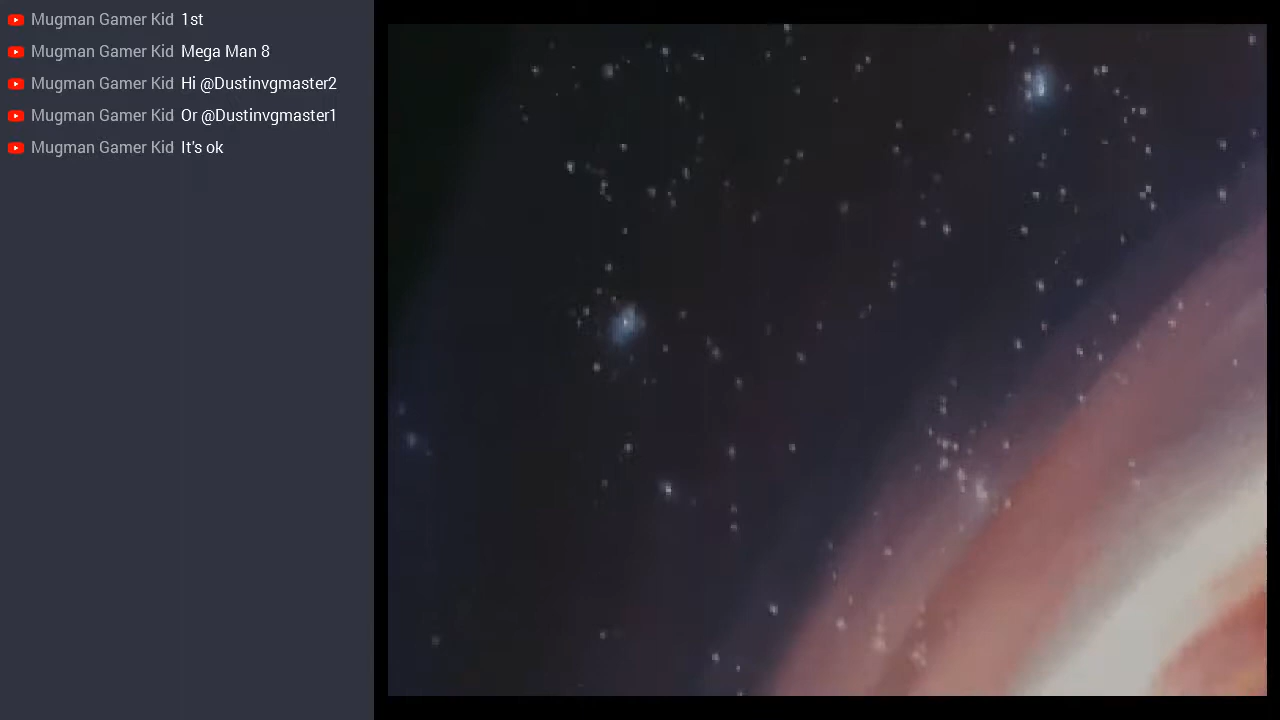 Mugman Gamer Kid 1st
Mugman Gamer Kid Mega Man 8
Mugman Gamer Kid Hi @Dustinvgmaster2
Mugman Gamer Kid Or @Dustinvgmaster1
Mugman Gamer Kid It's ok